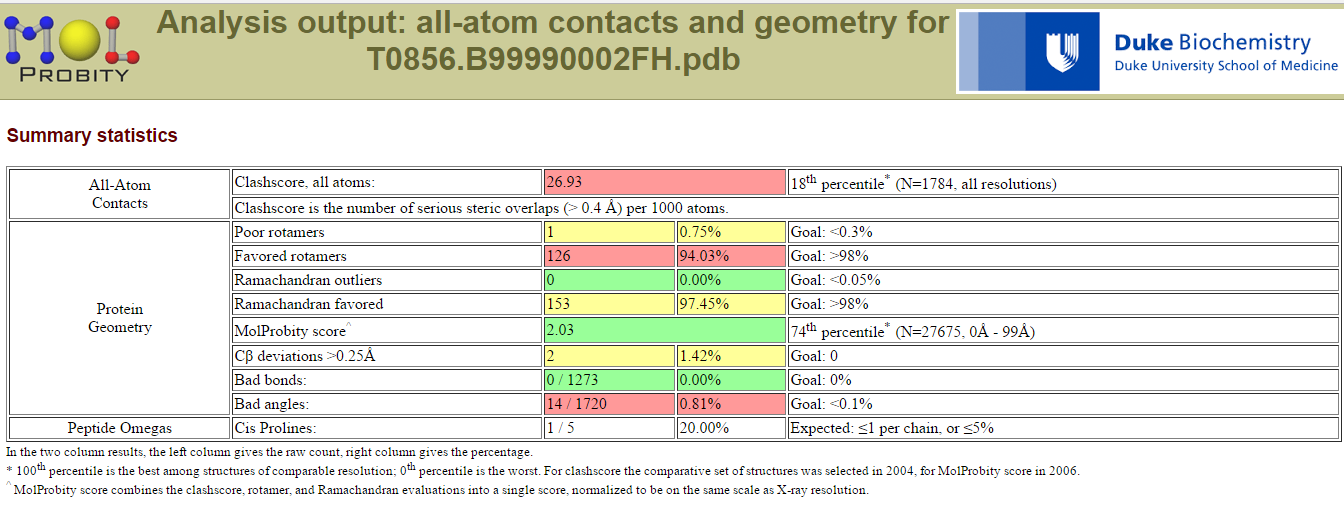 MOL
PROBITY
Analysis output: all-atom contacts and geometry for
T0856.B99990002FH.pdb
Duke Biochemistry
Duke University School of Medicine
Summary statistics
All-Atom
Contacts
Clashscore, all atoms: 26.93 18th percentile* (N=1784, all resolutions)
Clashscore is the number of serious steric overlaps (> 0.4 Å) per 1000 atoms.
Protein
Geometry
Poor rotamers 1 0.75% Goal: <0.3%
Favored rotamers 126 94.03% Goal: >98%
Ramachandran outliers 0 0.00% Goal: <0.05%
Ramachandran favored 153 97.45% Goal: >98%
MolProbity score^ 2.03 74th percentile* (N=27675, 0Å - 99Å)
Cβ deviations >0.25Å 2 1.42% Goal: 0
Bad bonds: 0 / 1273 0.00% Goal: 0%
Bad angles: 14 / 1720 0.81% Goal: <0.1%
Peptide Omegas Cis Prolines: 1 / 5 20.00% Expected: ≤1 per chain, or ≤5%
In the two column results, the left column gives the raw count, right column gives the percentage.
* 100th percentile is the best among structures of comparable resolution; 0th percentile is the worst. For clashscore the comparative set of structures was selected in 2004, for MolProbity score in 2006.
^ MolProbity score combines the clashscore, rotamer, and Ramachandran evaluations into a single score, normalized to be on the same scale as X-ray resolution.